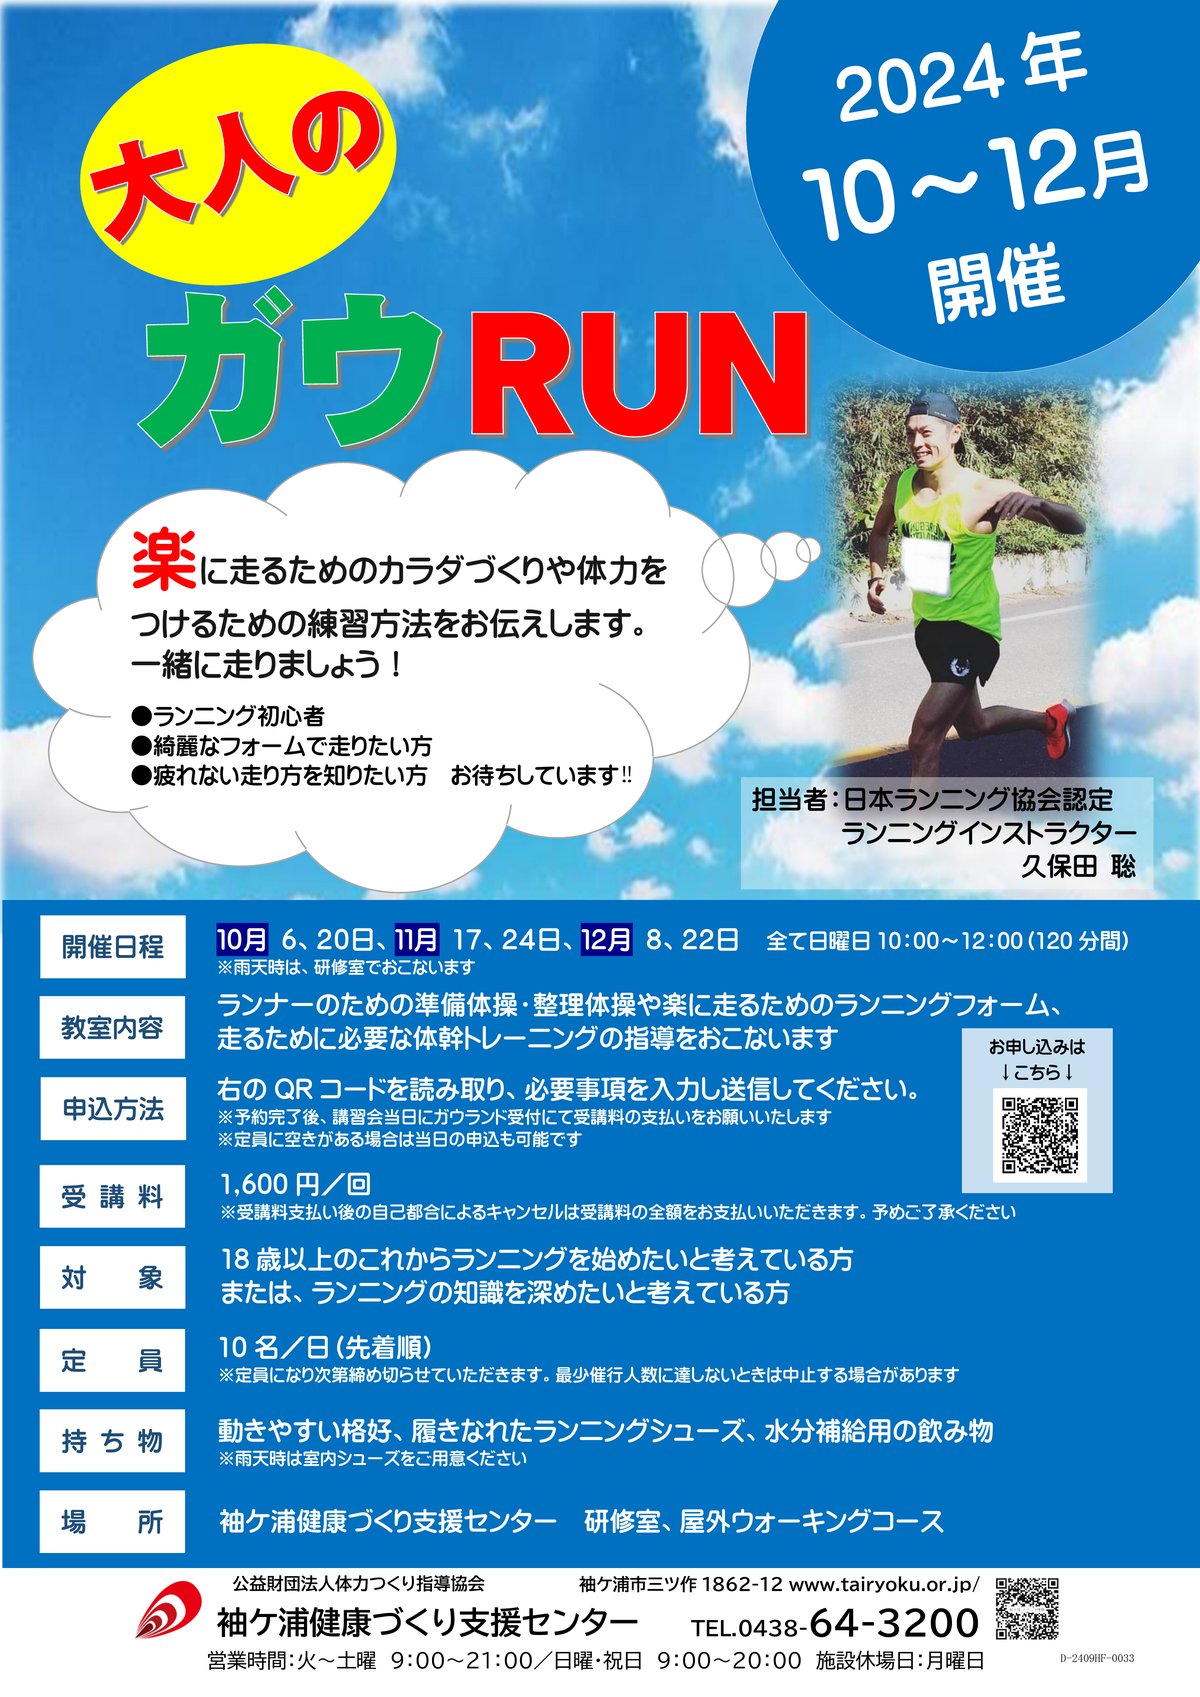 大人の
ガウRUN
2024年
10～12月
開催
楽に走るためのカラダづくりや体力を
つけるための練習方法をお伝えします。
一緒に走りましょう！
●ランニング初心者
●綺麗なフォームで走りたい方
●疲れない走り方を知りたい方　お待ちしています!!
担当者：日本ランニング協会認定
ランニングインストラクター
久保田 聡
開催日程
10月 6、20日、11月 17、24日、12月 8、22日　全て日曜日10：00～12：00（120分間）
※雨天時は、研修室でおこないます
教室内容
ランナーのための準備体操・整理体操や楽に走るためのランニングフォーム、
走るために必要な体幹トレーニングの指導をおこないます
申込方法
右のQRコードを読み取り、必要事項を入力し送信してください。
※予約完了後、講習会当日にガウランド受付にて受講料の支払いをお願いいたします
※定員に空きがある場合は当日の申込も可能です
お申し込みは
↓こちら↓
受講料
1,600円／回
※受講料支払い後の自己都合によるキャンセルは受講料の全額をお支払いいただきます。予めご了承ください
対象
18歳以上のこれからランニングを始めたいと考えている方
または、ランニングの知識を深めたいと考えている方
定員
10名／日（先着順）
※定員になり次第締め切らせていただきます。最少催行人数に達しないときは中止する場合があります
持ち物
動きやすい格好、履きなれたランニングシューズ、水分補給用の飲み物
※雨天時は室内シューズをご用意ください
場所
袖ケ浦健康づくり支援センター　研修室、屋外ウォーキングコース
公益財団法人体力つくり指導協会　袖ケ浦市三ツ作1862-12 www.tairyoku.or.jp/
袖ケ浦健康づくり支援センター　TEL.0438-64-3200
営業時間：火～土曜 9：00～21：00／日曜・祝日 9：00～20：00 施設休場日：月曜日
D-2409HF-0033